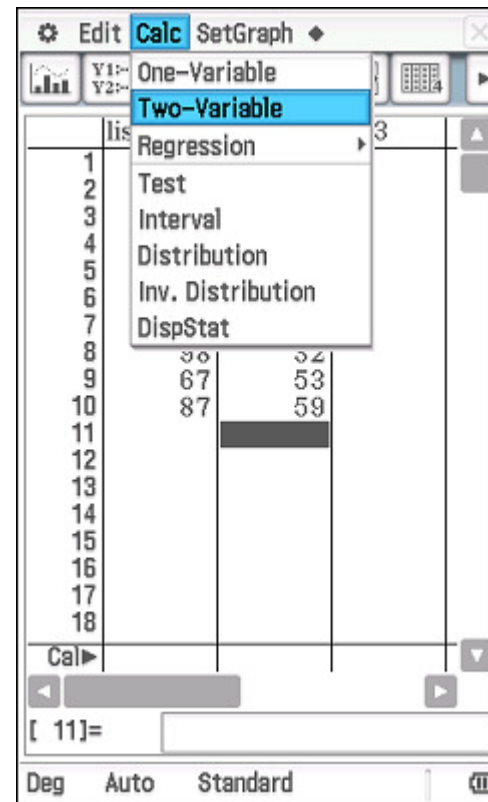 Edit Calc SetGraph
Y1:
Y2:
One-Variable
Two-Variable
lis 3
Regression
Test
Interval
Distribution
Inv. Distribution
DispStat
1
2
3
4
5
6
7
8
9 67 53
10 87 59
11
12
13
14
15
16
17
18
Cal
[ 11]=
Deg Auto Standard